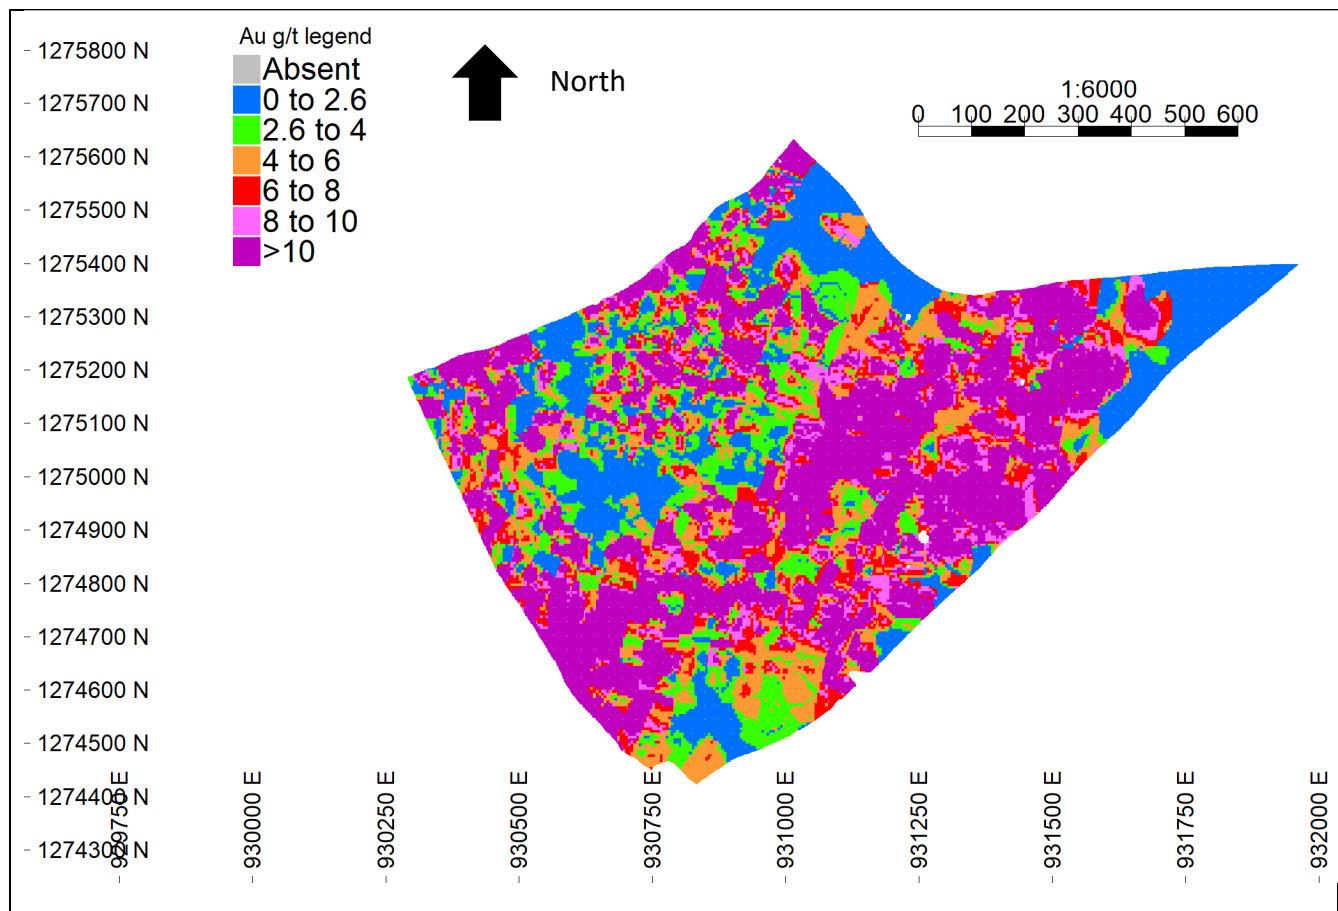 Au g/t legend
Absent
0 to 2.6
2.6 to 4
4 to 6
6 to 8
8 to 10
>10
North
1:6000
0 100 200 300 400 500 600
1275800 N
1275700 N
1275600 N
1275500 N
1275400 N
1275300 N
1275200 N
1275100 N
1275000 N
1274900 N
1274800 N
1274700 N
1274600 N
1274500 N
1274400 N
1274300 N
929750 E
930000 E
930250 E
930500 E
930750 E
931000 E
931250 E
931500 E
931750 E
932000 E